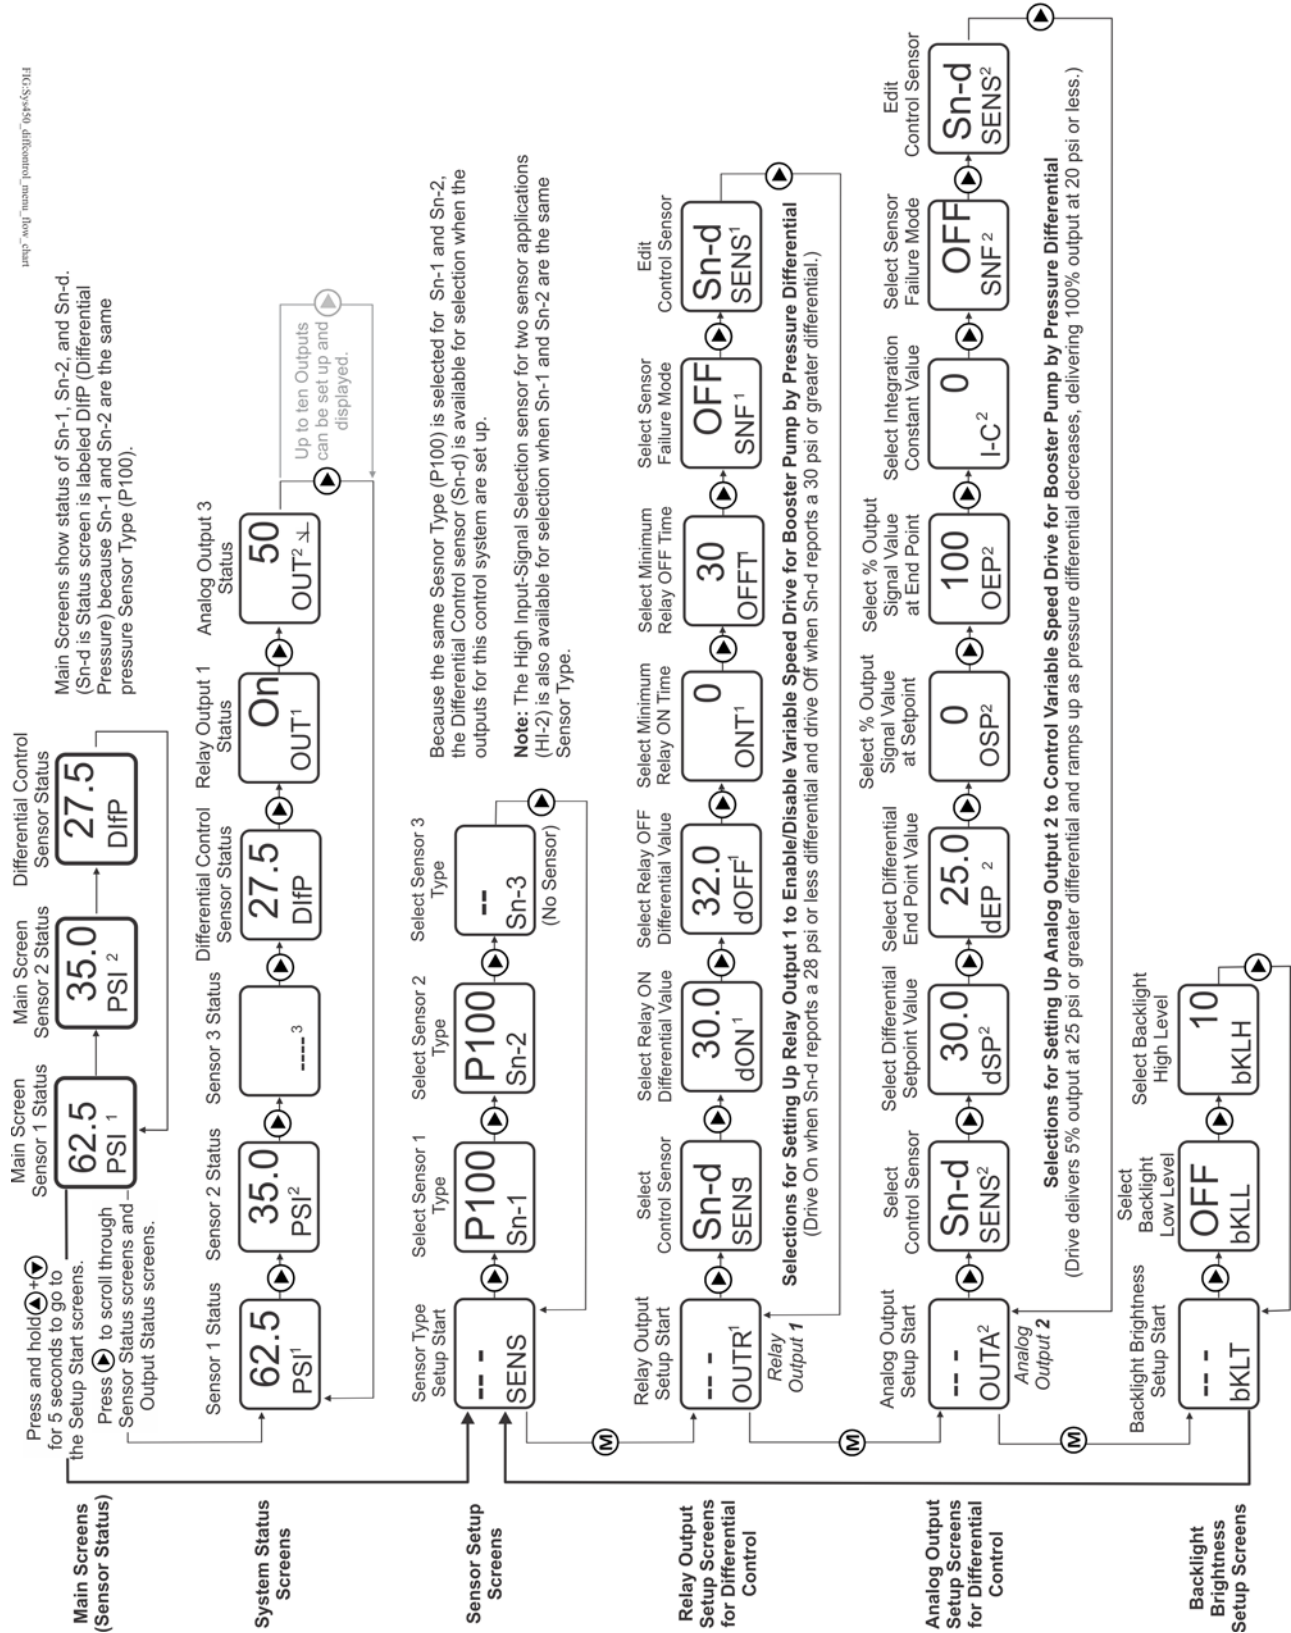 FIG:Sys450_diffcontrol_menu_flow_chart
Main Screens
(Sensor Status)
Press and hold ▲+▼
for 5 seconds to go to
the Setup Start screens.
Press ▶ to scroll through
Sensor Status screens and
Output Status screens.
Main Screen
Sensor 1 Status
62.5
PSI 1
Main Screen
Sensor 2 Status
35.0
PSI 2
Differential Control
Sensor Status
27.5
DIfP
Main Screens show status of Sn-1, Sn-2, and Sn-d.
(Sn-d is Status screen is labeled DIfP (Differential
Pressure) because Sn-1 and Sn-2 are the same
pressure Sensor Type (P100).
System Status
Screens
Sensor 1 Status
62.5
PSI1
Sensor 2 Status
35.0
PSI2
Sensor 3 Status
----3
Differential Control
Sensor Status
27.5
DIfP
Relay Output 1
Status
On
OUT1
Analog Output 3
Status
50
OUT2
Up to ten Outputs
can be set up and
displayed.
Sensor Setup
Screens
Sensor Type
Setup Start
-- -
SENS
Select Sensor 1
Type
P100
Sn-1
Select Sensor 2
Type
P100
Sn-2
Select Sensor 3
Type
--
Sn-3
(No Sensor)
Because the same Sesnor Type (P100) is selected for Sn-1 and Sn-2,
the Differential Control sensor (Sn-d) is available for selection when the
outputs for this control system are set up.
Note: The High Input-Signal Selection sensor for two sensor applications
(HI-2) is also available for selection when Sn-1 and Sn-2 are the same
Sensor Type.
M
Relay Output
Setup Screens
for Differential
Control
Relay Output
Setup Start
-- -
OUTR1
Relay
Output 1
Select
Control Sensor
Sn-d
SENS
Select Relay ON
Differential Value
30.0
dON1
Select Relay OFF
Differential Value
32.0
dOFF1
Select Minimum
Relay ON Time
0
ONT1
Select Minimum
Relay OFF Time
30
OFFT1
Select Sensor
Failure Mode
OFF
SNF1
Edit
Control Sensor
Sn-d
SENS1
Selections for Setting Up Relay Output 1 to Enable/Disable Variable Speed Drive for Booster Pump by Pressure Differential
(Drive On when Sn-d reports a 28 psi or less differential and drive Off when Sn-d reports a 30 psi or greater differential.)
M
Analog Output
Setup Screens
for Differential
Control
Analog Output
Setup Start
-- -
OUTA2
Analog
Output 2
Select
Control Sensor
Sn-d
SENS2
Select Differential
Setpoint Value
30.0
dSP2
Select Differential
End Point Value
25.0
dEP 2
Select % Output
Signal Value
at Setpoint
0
OSP2
Select % Output
Signal Value
at End Point
100
OEP2
Select Integration
Constant Value
0
I-C2
Select Sensor
Failure Mode
OFF
SNF 2
Edit
Control Sensor
Sn-d
SENS2
Selections for Setting Up Analog Output 2 to Control Variable Speed Drive for Booster Pump by Pressure Differential
(Drive delivers 5% output at 25 psi or greater differential and ramps up as pressure differential decreases, delivering 100% output at 20 psi or less.)
M
Backlight
Brightness
Setup Screens
Backlight Brightness
Setup Start
-- -
bKLT
Select
Backlight
Low Level
OFF
bKLL
Select Backlight
High Level
10
bKLH